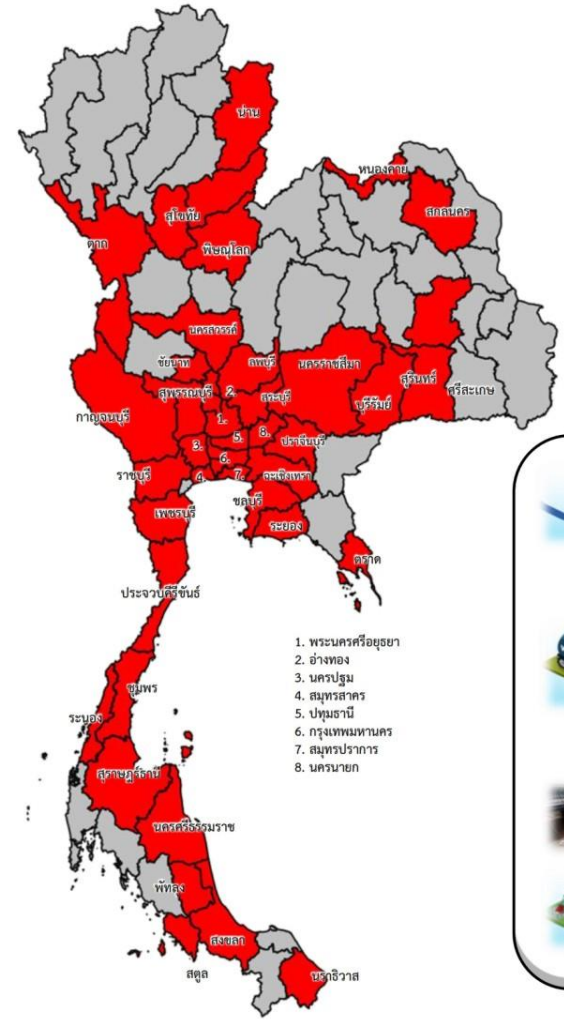 น่าน
หนองคาย
สกลนคร
สุโขทัย
ตาก
พิษณุโลก
นครสวรรค์
ลพบุรี
นครราชสีมา
ชัยนาท
สุรินทร์
ศรีสะเกษ
สุพรรณบุรี
2.
สระบุรี
บุรีรัมย์
กาญจนบุรี
1.
5.
8.
ปราจีนบุรี
3.
6.
ราชบุรี
4.
7.
ฉะเชิงเทรา
ชลบุรี
เพชรบุรี
ระยอง
ตราด
ประจวบคีรีขันธ์
1. พระนครศรีอยุธยา
2. อ่างทอง
3. นครปฐม
4. สมุทรสาคร
5. ปทุมธานี
6. กรุงเทพมหานคร
7. สมุทรปราการ
8. นครนายก
ชุมพร
ระนอง
สุราษฎร์ธานี
นครศรีธรรมราช
พัทลุง
สงขลา
สตูล
นราธิวาส